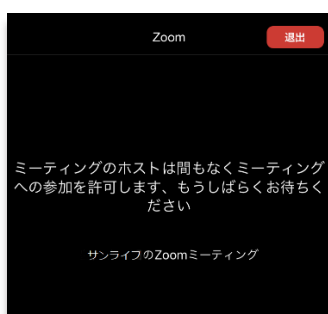 Zoom
退出
ミーティングのホストは間もなくミーティング
への参加を許可します、もうしばらくお待ちく
ださい
サンライフのZoomミーティング